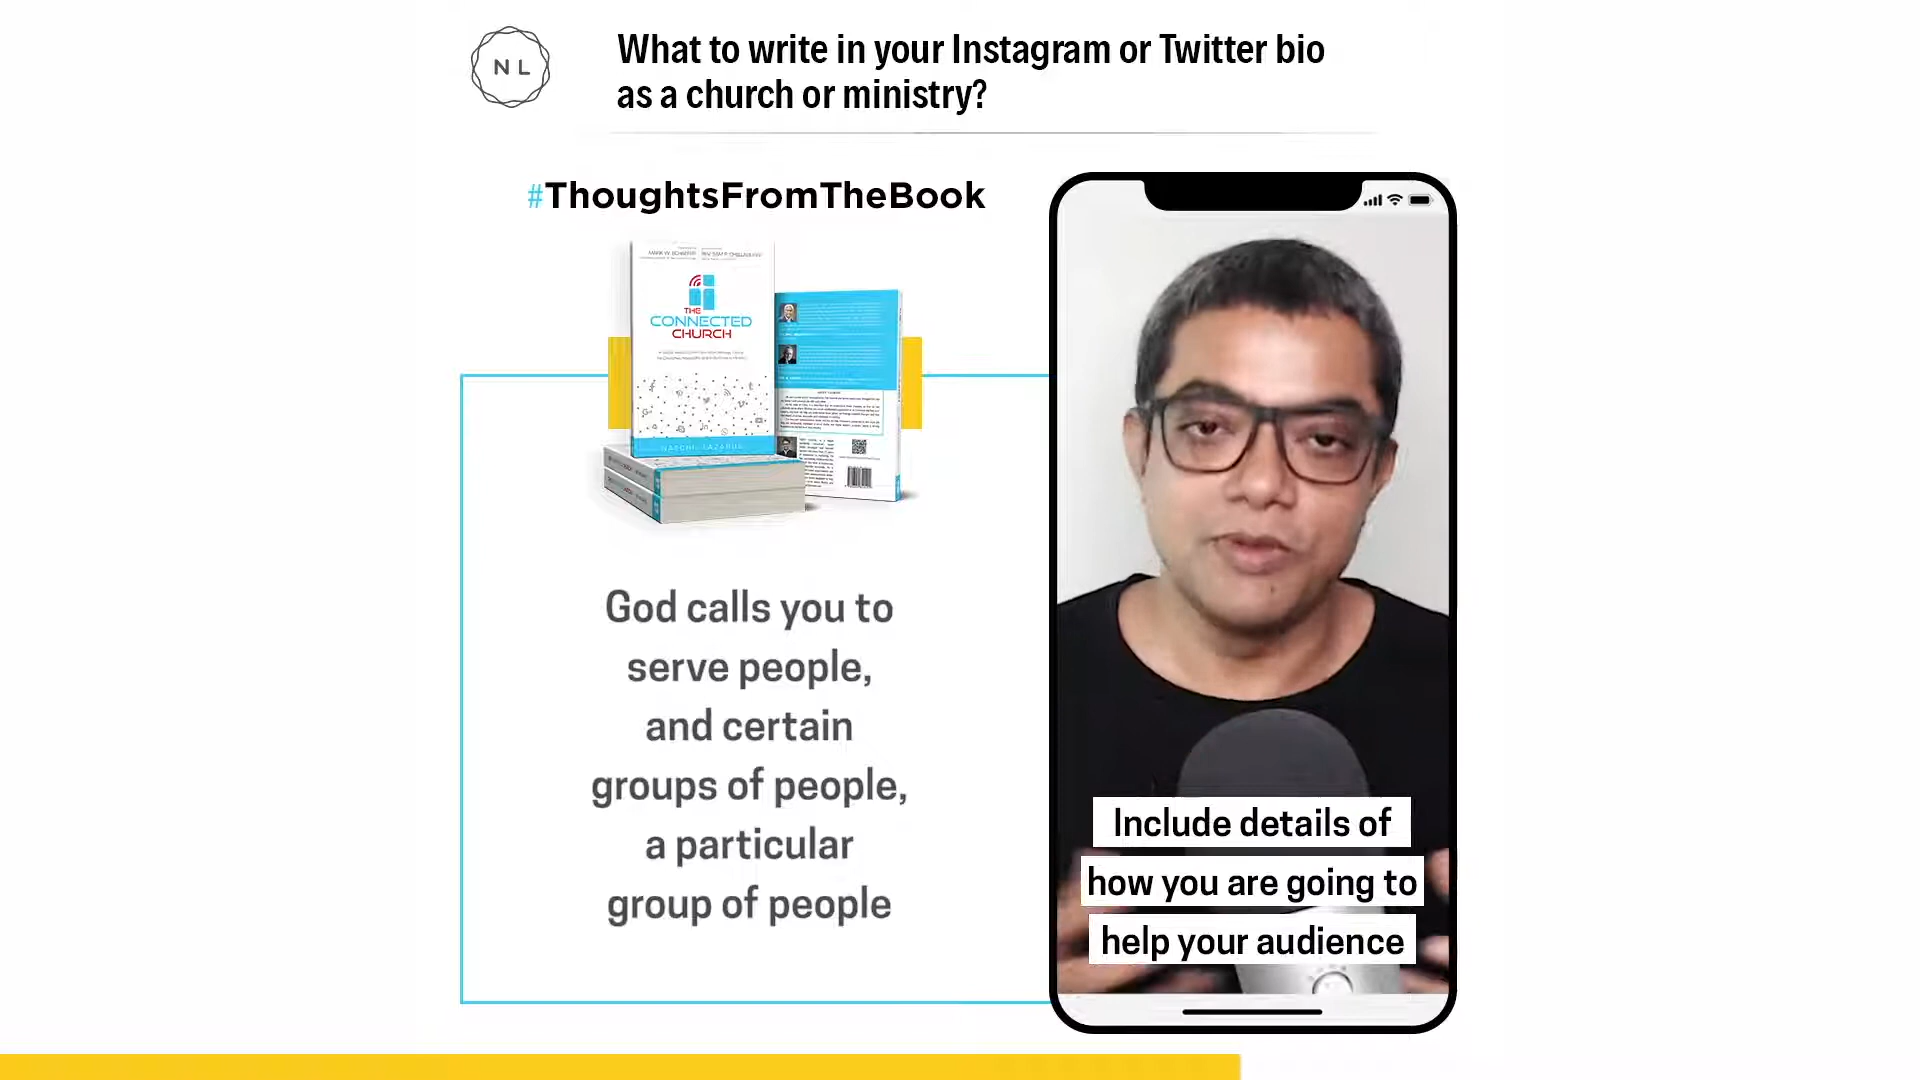 N L
What to write in your Instagram or Twitter bio
as a church or ministry?
#ThoughtsFromTheBook
THE
CONNECTED
CHURCH
God calls you to
serve people,
and certain
groups of people,
a particular
group of people
Include details of
how you are going to
help your audience